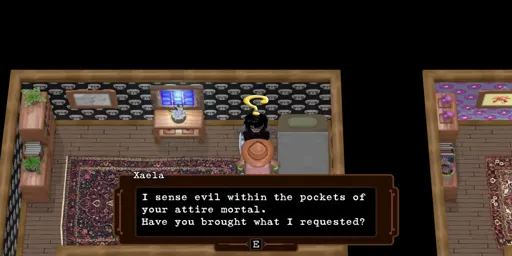 Xaela
I sense evil within the pockets of
your attire mortal.
Have you brought what I requested?
E